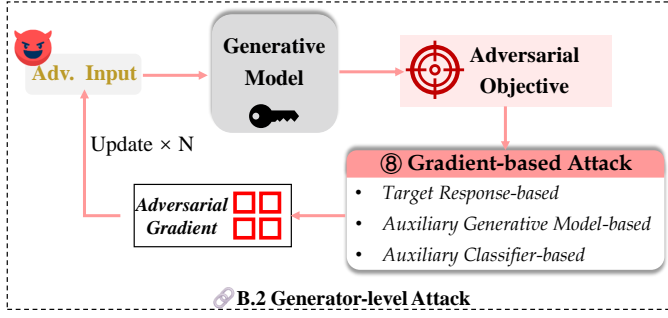 Adv. Input
Generative
Model
Adversarial
Objective
Update × N
⑧ Gradient-based Attack
• Target Response-based
• Auxiliary Generative Model-based
• Auxiliary Classifier-based
Adversarial
Gradient
B.2 Generator-level Attack